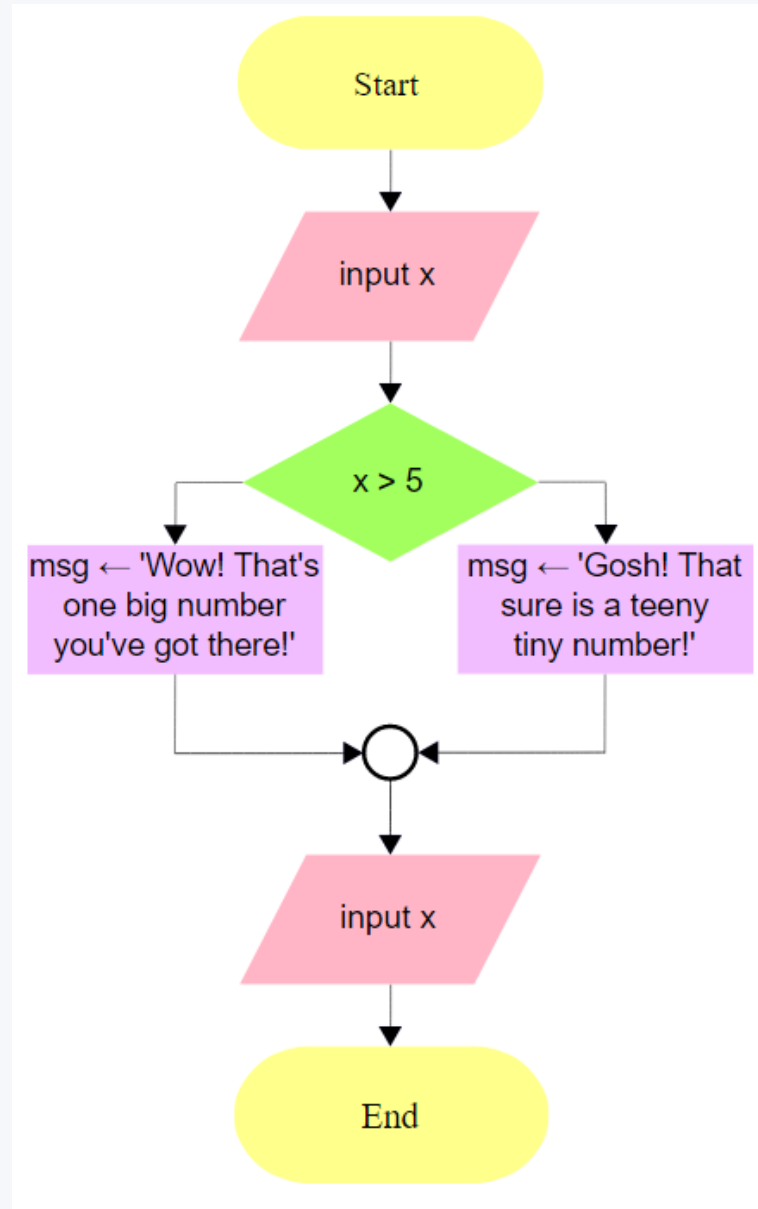 Start
input x
x > 5
msg ← 'Wow! That's
one big number
you've got there!'
msg ← 'Gosh! That
sure is a teeny
tiny number!'
input x
End